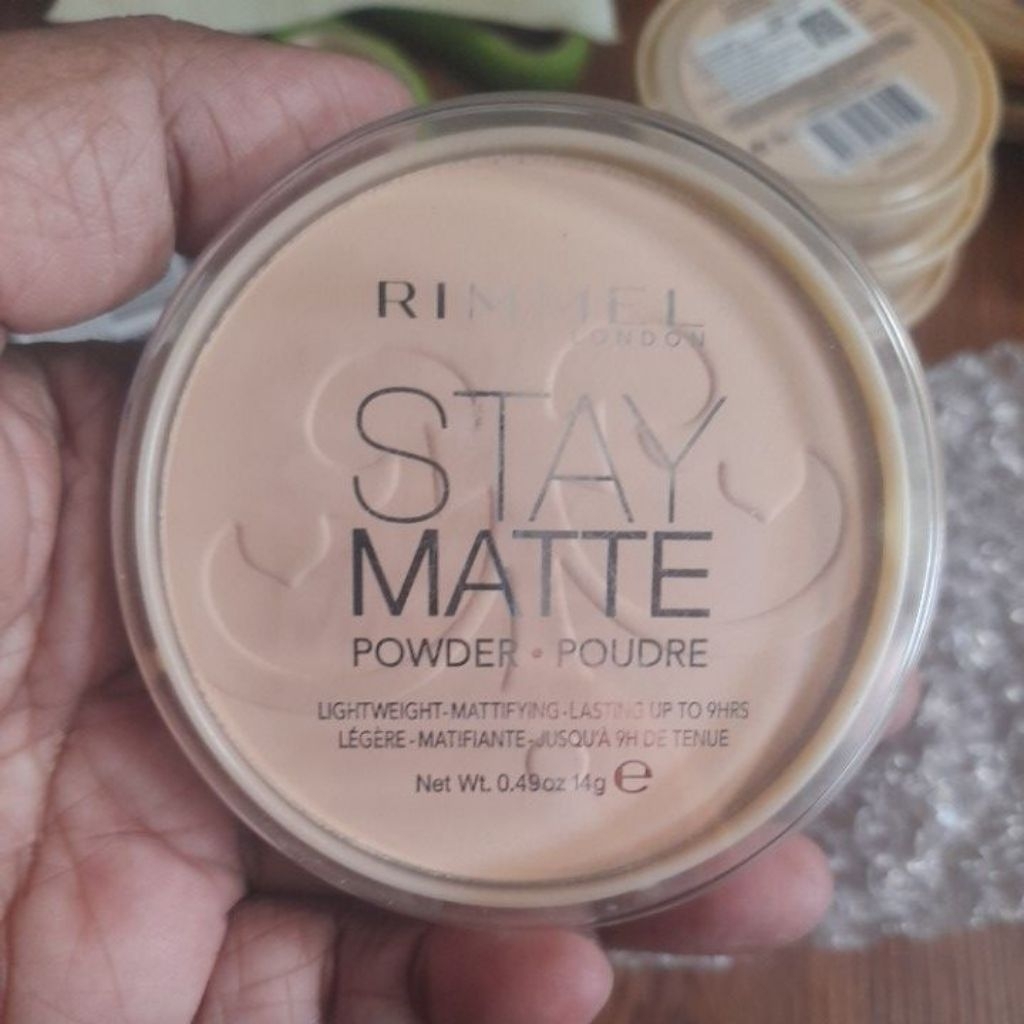 RIMMEL
LONDON
STAY
MATTE
POWDER • POUDRE
LIGHTWEIGHT-MATTIFYING-LASTING UP TO 9HRS
LÉGÈRE-MATIFIANTE-JUSQU'À 9H DE TENUE
Net Wt. 0.49oz 14g e